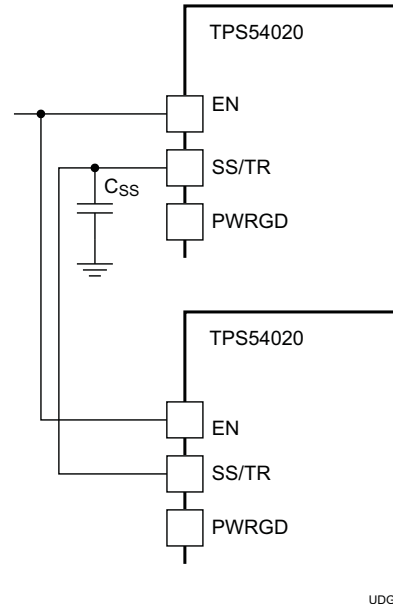 TPS54020
EN
SS/TR
CSS
PWRGD
TPS54020
EN
SS/TR
PWRGD
UDG